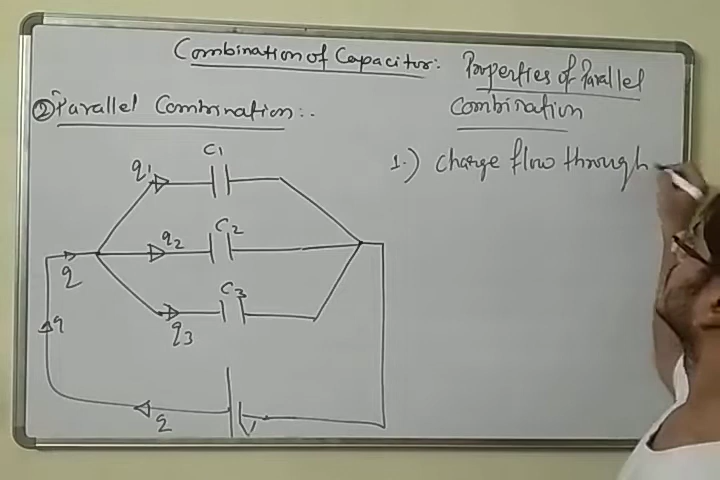 Combination of Capacitor:
Properties of Parallel
Combination
② Parallel Combination:-
1.) Charge flow through
q1
C1
q2
C2
q
C3
q3
q
q
V